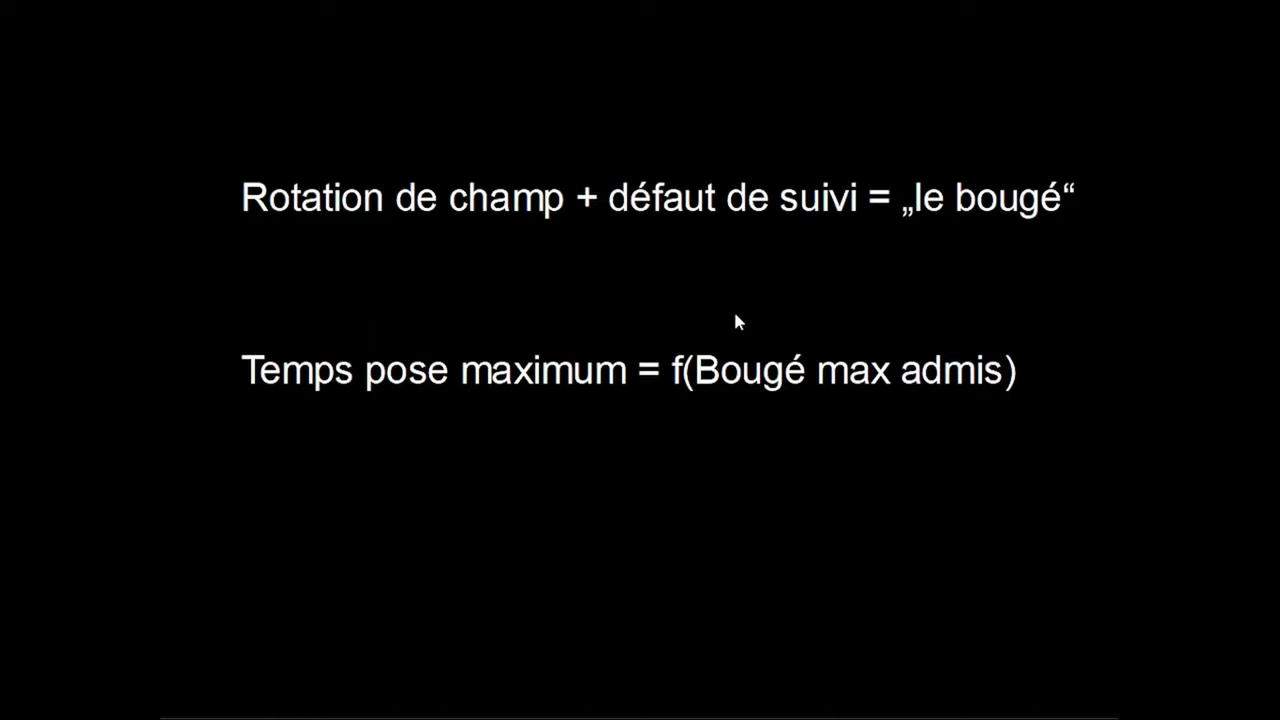 Rotation de champ + défaut de suivi = „le bougé“
Temps pose maximum = f(Bougé max admis)